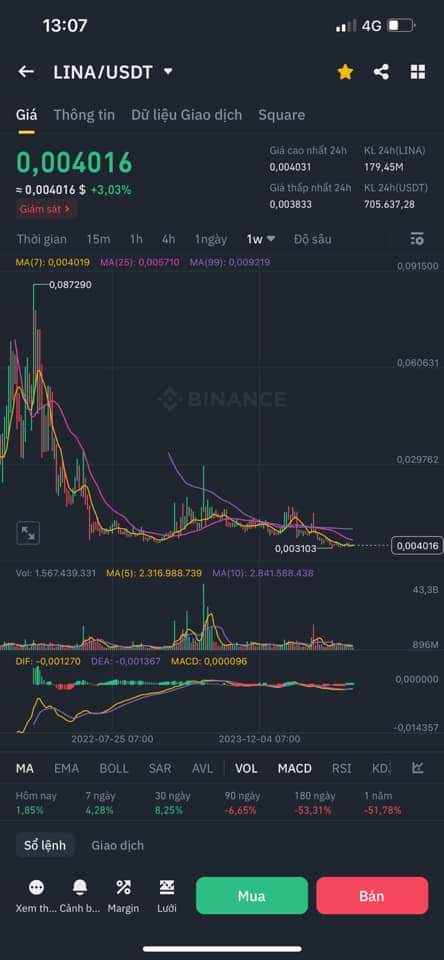 13:07 4G
LINA/USDT
Giá Thông tin Dữ liệu Giao dịch Square
0,004016
≈ 0,004016 $ +3,03%
Giám sát >
Giá cao nhất 24h KL 24h(LINA)
0,004031 179,45M
Giá thấp nhất 24h KL 24h(USDT)
0,003833 705.637,28
Thời gian 15m 1h 4h 1ngày 1w Độ sâu
MA(7): 0,004019 MA(25): 0,005710 MA(99): 0,009219
0,091500
0,087290
0,060631
BINANCE
0,029762
0,003103
0,004016
Vol: 1.567.439.331 MA(5): 2.316.988.739 MA(10): 2.841.588.438
43,3B
896M
DIF: -0,001270 DEA: -0,001367 MACD: 0,000096
0,000000
-0,014357
2022-07-25 07:00 2023-12-04 07:00
MA EMA BOLL SAR AVL VOL MACD RSI KDJ
Hôm nay 7 ngày 30 ngày 90 ngày 180 ngày 1 năm
1,85% 4,28% 8,25% -6,65% -53,31% -51,78%
Sổ lệnh Giao dịch
Xem th... Cảnh b... Margin Lưới
Mua Bán